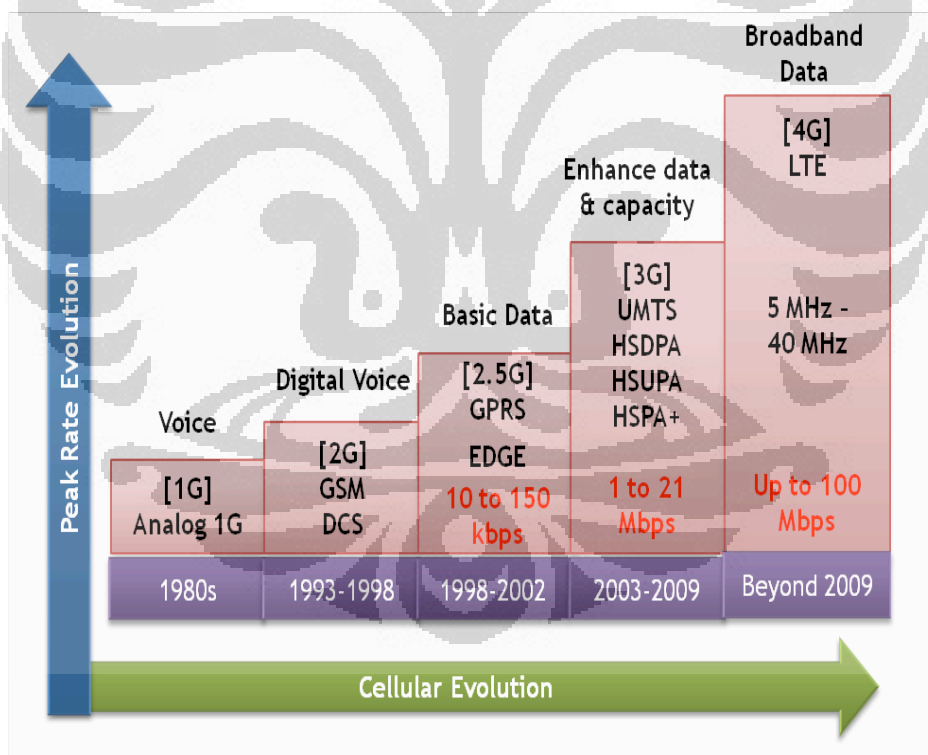 Broadband
Data
[4G]
LTE
5 MHz -
40 MHz
Up to 100
Mbps
Enhance data
& capacity
[3G]
UMTS
HSDPA
HSUPA
HSPA+
1 to 21
Mbps
Basic Data
[2.5G]
GPRS
EDGE
10 to 150
kbps
Digital Voice
[2G]
GSM
DCS
Voice
[1G]
Analog 1G
Peak Rate Evolution
1980s
1993-1998
1998-2002
2003-2009
Beyond 2009
Cellular Evolution